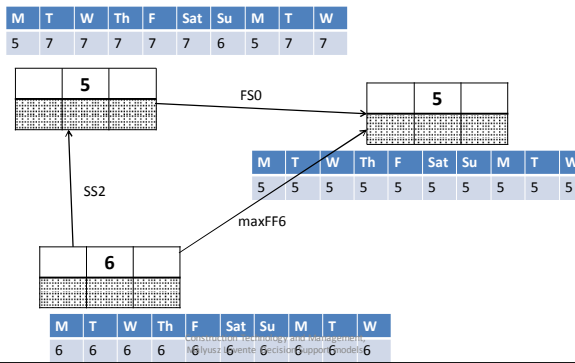 M T W Th F Sat Su M T W
5 7 7 7 7 7 6 5 7 7
5
FS0
5
M T W Th F Sat Su M T W
5 5 5 5 5 5 5 5 5 5
SS2
maxFF6
6
M T W Th F Sat Su M T W
Construction Technology and Management,
6 6 6 6 6 6 6 6 6 6